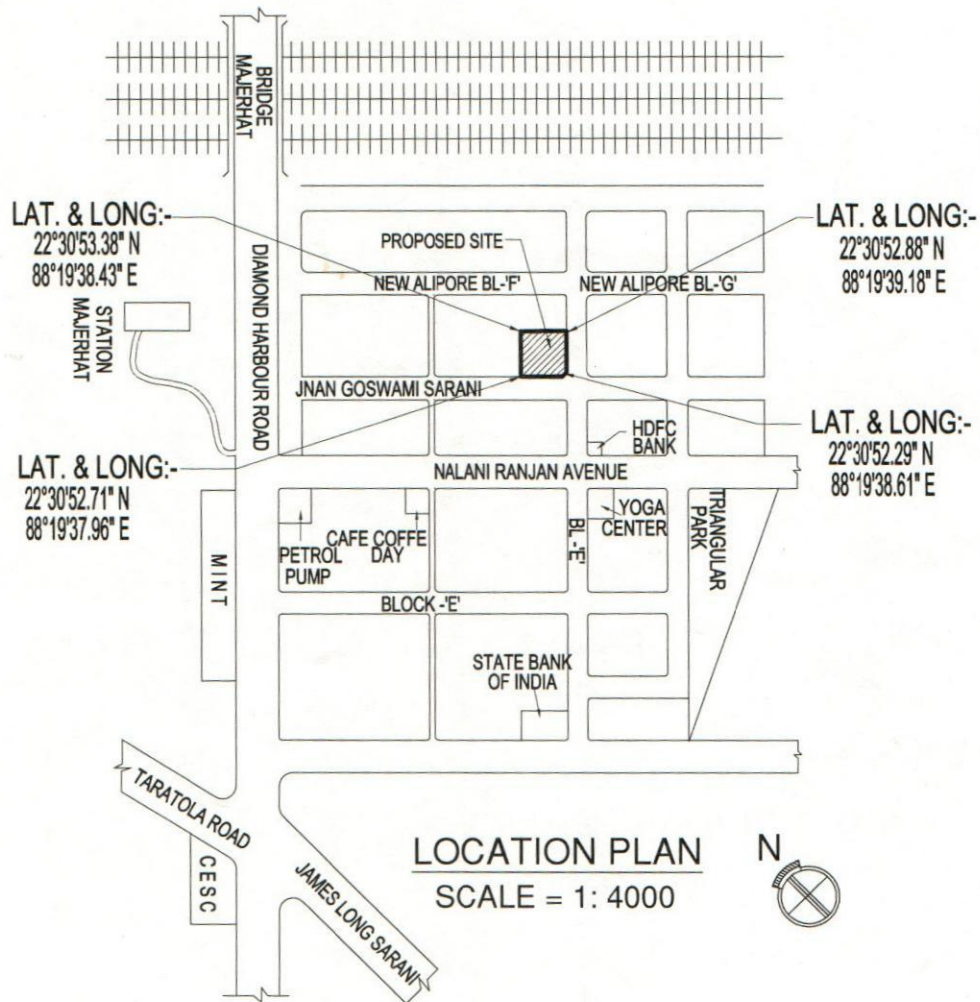 BRIDGE
MAJERHAT
LAT. & LONG:-
22°30'53.38" N
88°19'38.43" E
LAT. & LONG:-
22°30'52.88" N
88°19'39.18" E
PROPOSED SITE
NEW ALIPORE BL-'F'
NEW ALIPORE BL-'G'
DIAMOND HARBOUR ROAD
STATION
MAJERHAT
JNAN GOSWAMI SARANI
HDFC
BANK
LAT. & LONG:-
22°30'52.71" N
88°19'37.96" E
LAT. & LONG:-
22°30'52.29" N
88°19'38.61" E
NALANI RANJAN AVENUE
PETROL
PUMP
CAFE COFFE
DAY
BL-'E'
YOGA
CENTER
TRIANGULAR
PARK
MINT
BLOCK-'E'
STATE BANK
OF INDIA
TARATOLA ROAD
CESC
JAMES LONG SARANI
LOCATION PLAN
SCALE = 1: 4000
N